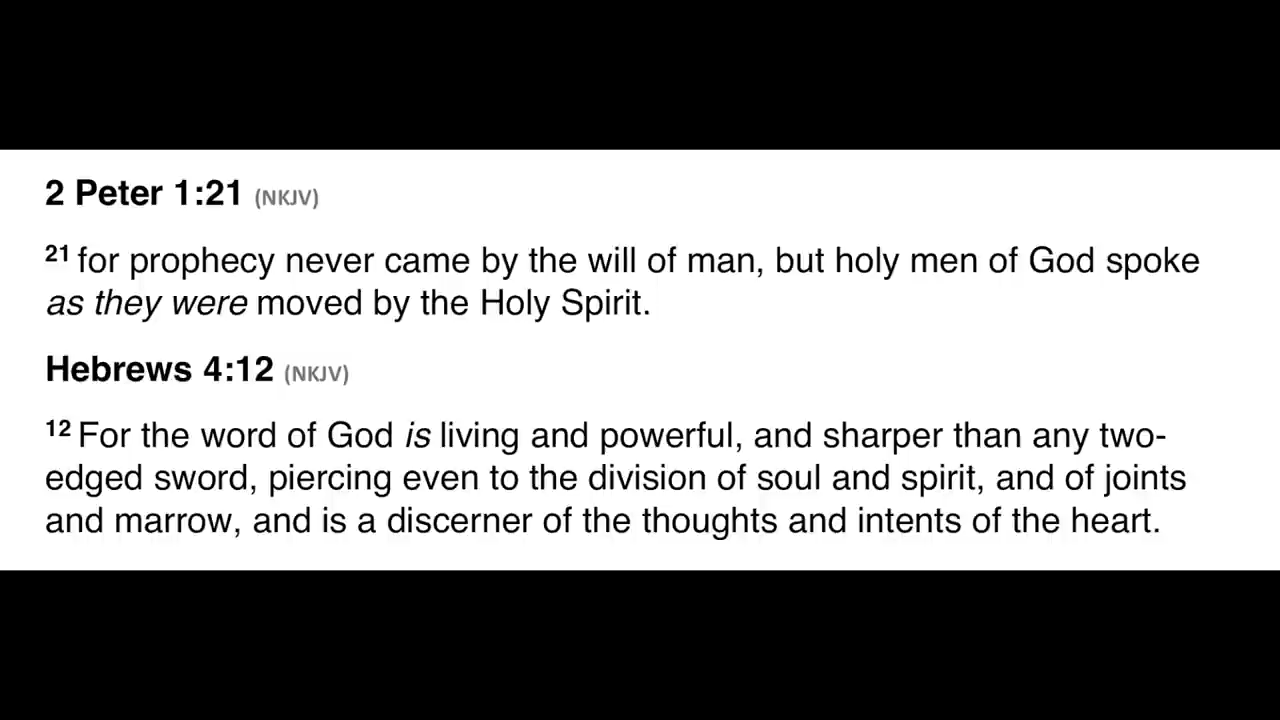 2 Peter 1:21 (NKJV)
21 for prophecy never came by the will of man, but holy men of God spoke
as they were moved by the Holy Spirit.
Hebrews 4:12 (NKJV)
12 For the word of God is living and powerful, and sharper than any two-
edged sword, piercing even to the division of soul and spirit, and of joints
and marrow, and is a discerner of the thoughts and intents of the heart.